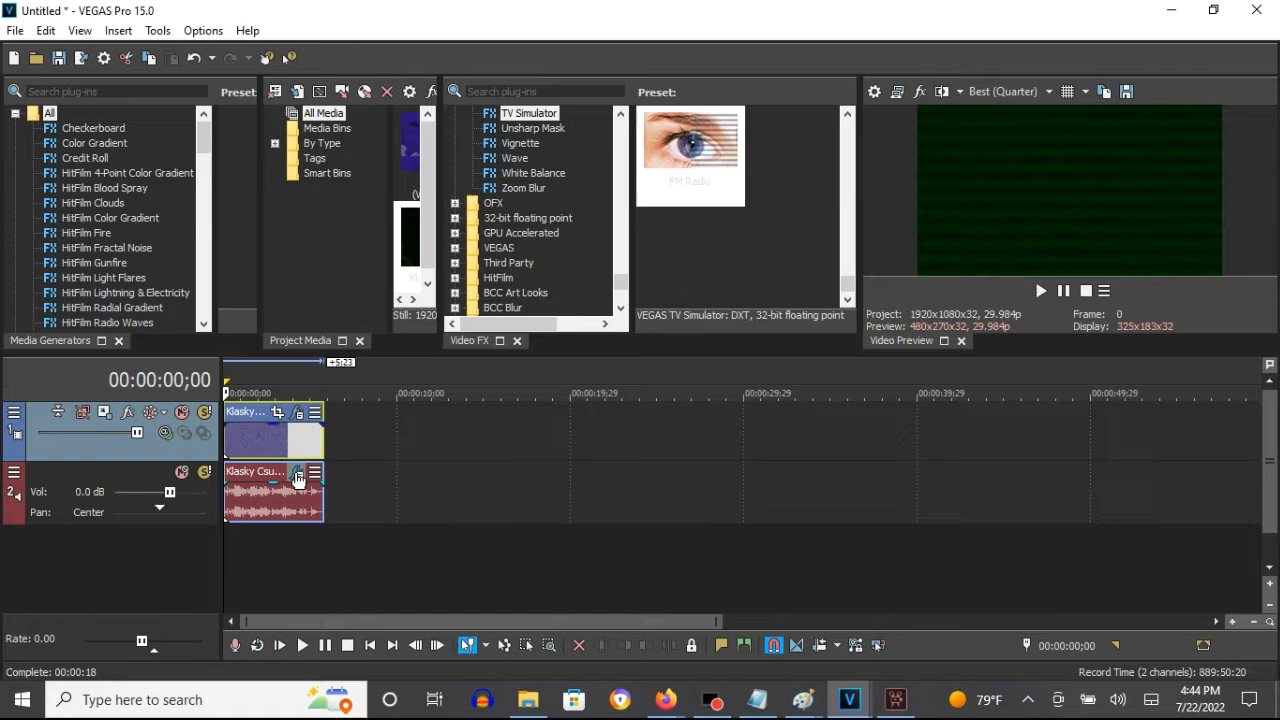 Untitled * - VEGAS Pro 15.0
File Edit View Insert Tools Options Help
Search plug-ins Preset:
All
Checkerboard
Color Gradient
Credit Roll
HitFilm 4-Point Color Gradient
HitFilm Blood Spray
HitFilm Clouds
HitFilm Color Gradient
HitFilm Fire
HitFilm Fractal Noise
HitFilm Gunfire
HitFilm Light Flares
HitFilm Lightning & Electricity
HitFilm Radial Gradient
HitFilm Radio Waves
Media Generators
All Media
Media Bins
By Type
Tags
Smart Bins
Still: 1920
Project Media
Search plug-ins Preset:
TV Simulator
Unsharp Mask
Vignette
Wave
White Balance
Zoom Blur
OFX
32-bit floating point
GPU Accelerated
VEGAS
Third Party
HitFilm
BCC Art Looks
BCC Blur
FM Radio
VEGAS TV Simulator: DXT, 32-bit floating point
Video FX
Best (Quarter)
Project: 1920x1080x32, 29.984p Frame: 0
Preview: 480x270x32, 29.984p Display: 325x183x32
Video Preview
+5;23
00:00:00;00
00:00:00;00 00:00:10;00 00:00:19;29 00:00:29;29 00:00:39;29 00:00:49;29
1
Klasky...
2
Klasky Csu...
Vol: 0.0 dB
Pan: Center
Rate: 0.00
00:00:00;00
Complete: 00:00:18 Record Time (2 channels): 889:50:20
Type here to search
79°F
4:44 PM
7/22/2022